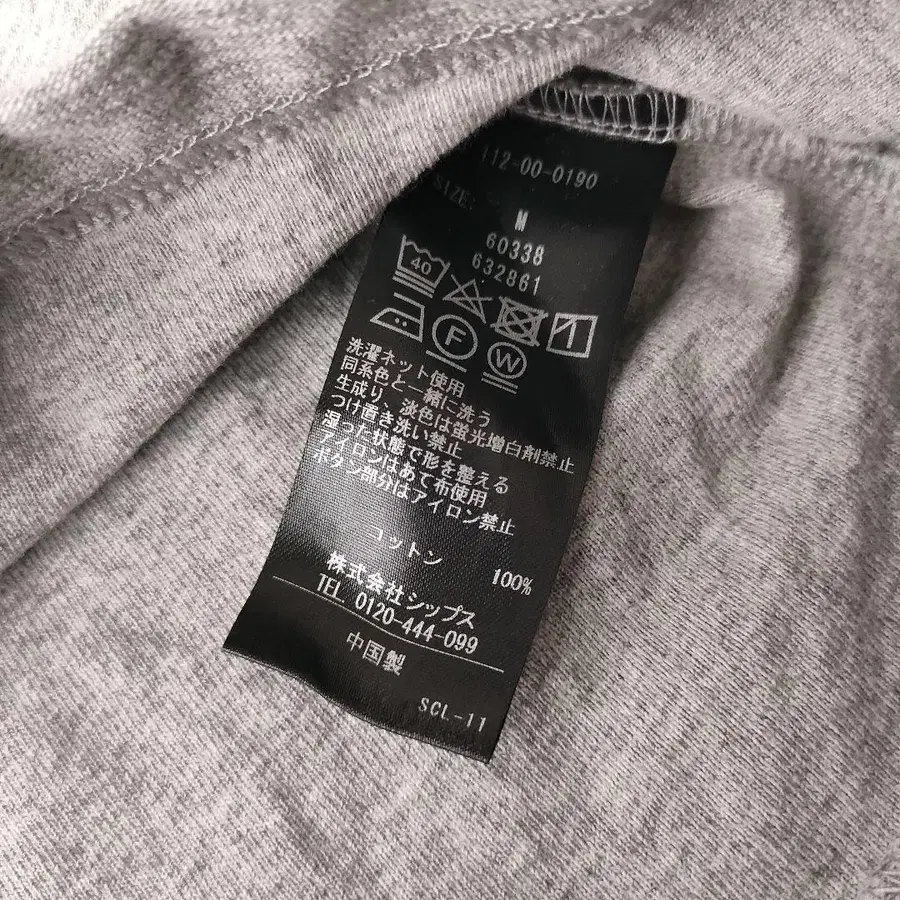 112-00-0190
SIZE: M
60338
632861
40
F W
洗濯ネット使用
同系色と一緒に洗う
生成り、淡色は蛍光増白剤禁止
つけ置き洗い禁止
湿った状態で形を整える
アイロンはあて布使用
ボタン部分はアイロン禁止
コットン 100%
株式会社シップス
TEL 0120-444-099
中国製
SCL-11